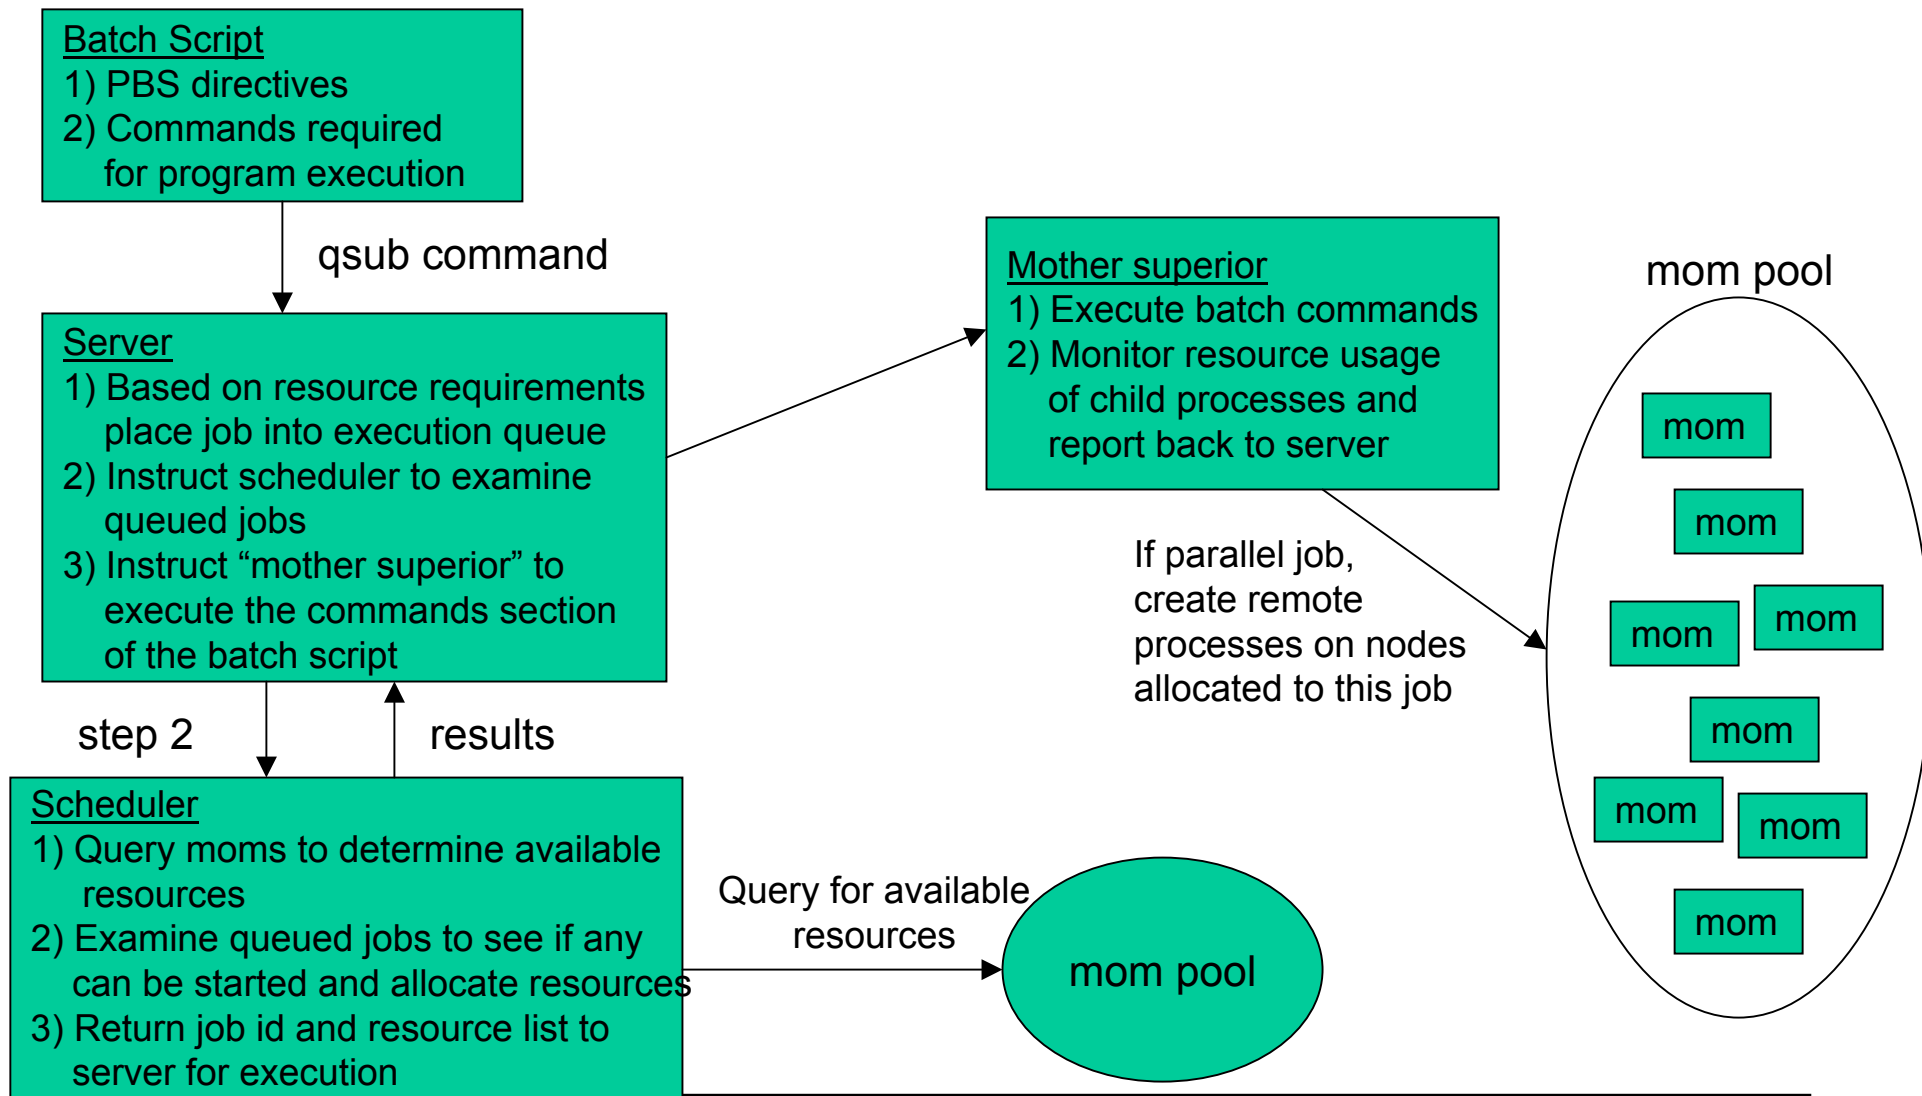 Batch Script
1) PBS directives
2) Commands required
for program execution
qsub command
Server
1) Based on resource requirements
place job into execution queue
2) Instruct scheduler to examine
queued jobs
3) Instruct “mother superior” to
execute the commands section
of the batch script
step 2
results
Scheduler
1) Query moms to determine available
resources
2) Examine queued jobs to see if any
can be started and allocate resources
3) Return job id and resource list to
server for execution
Query for available
resources
mom pool
Mother superior
1) Execute batch commands
2) Monitor resource usage
of child processes and
report back to server
If parallel job,
create remote
processes on nodes
allocated to this job
mom pool
mom
mom
mom
mom
mom
mom
mom
mom